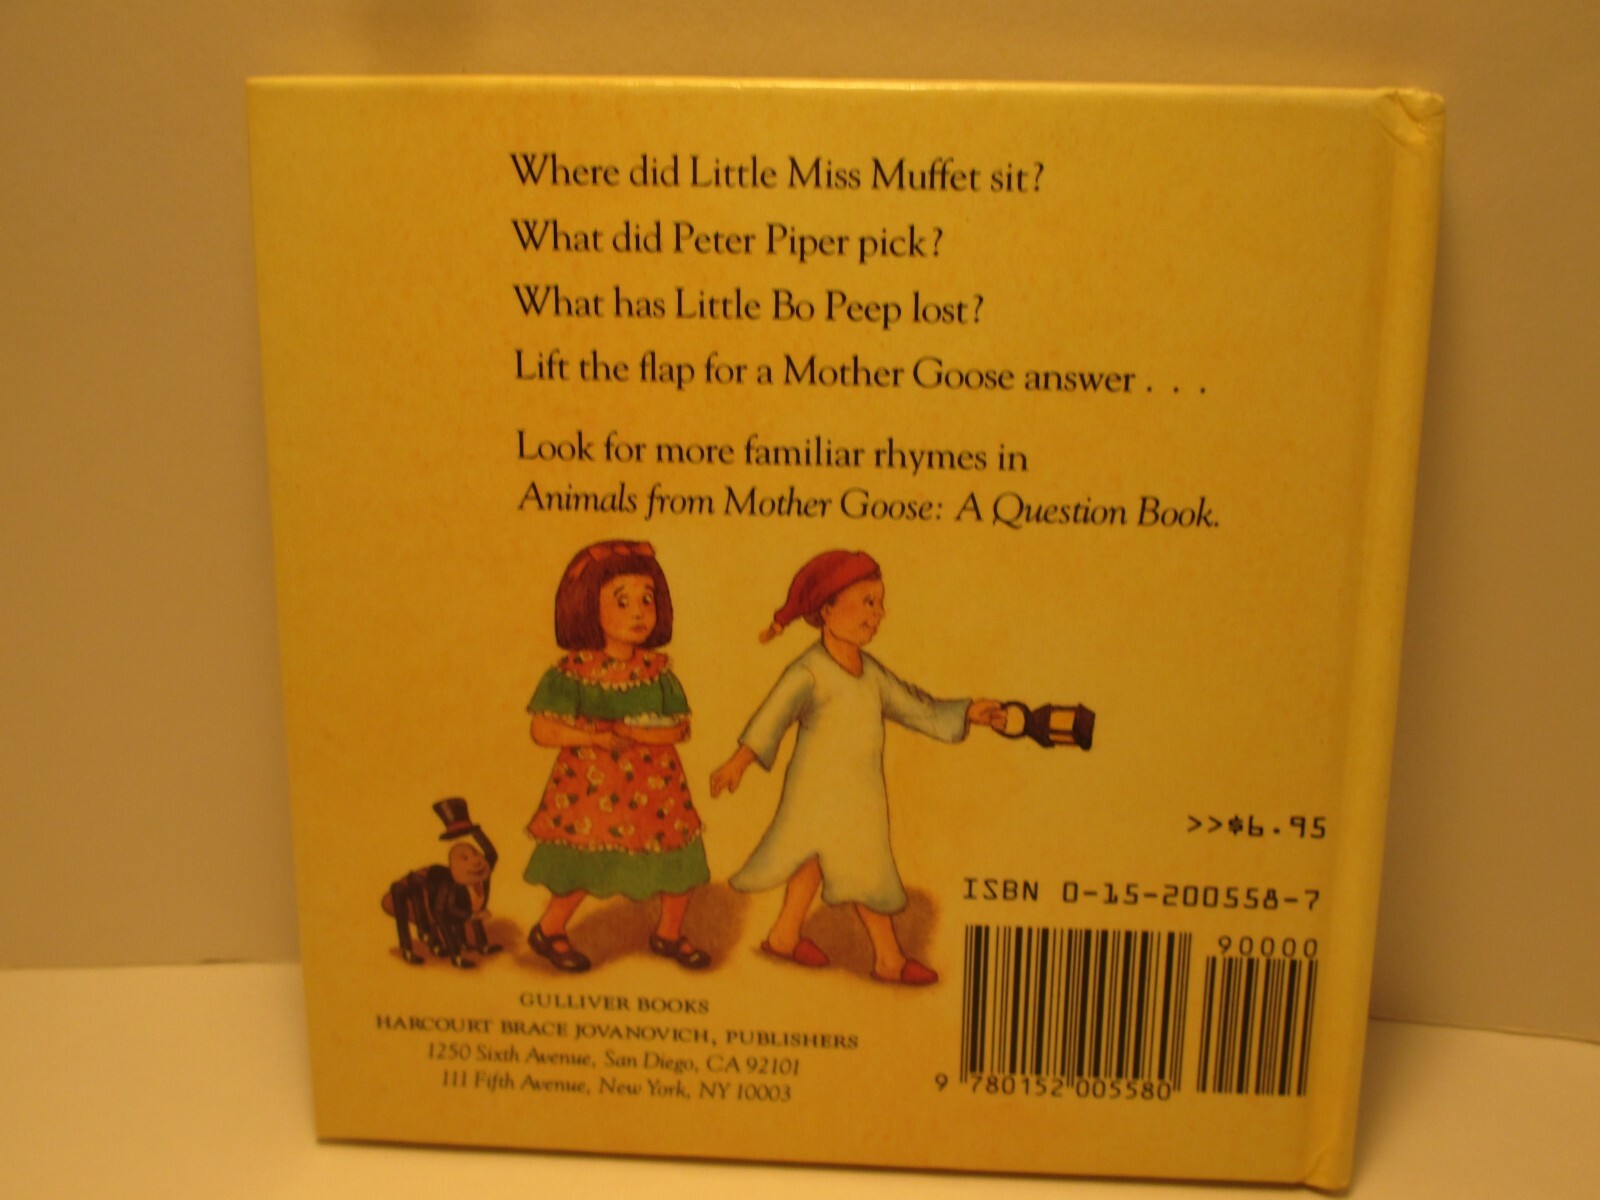 Where did Little Miss Muffet sit?
What did Peter Piper pick?
What has Little Bo Peep lost?
Lift the flap for a Mother Goose answer . . .
Look for more familiar rhymes in
Animals from Mother Goose: A Question Book.
>>$6.95
ISBN 0-15-200558-7
90000
9 780152 005580
GULLIVER BOOKS
HARCOURT BRACE JOVANOVICH, PUBLISHERS
1250 Sixth Avenue, San Diego, CA 92101
111 Fifth Avenue, New York, NY 10003